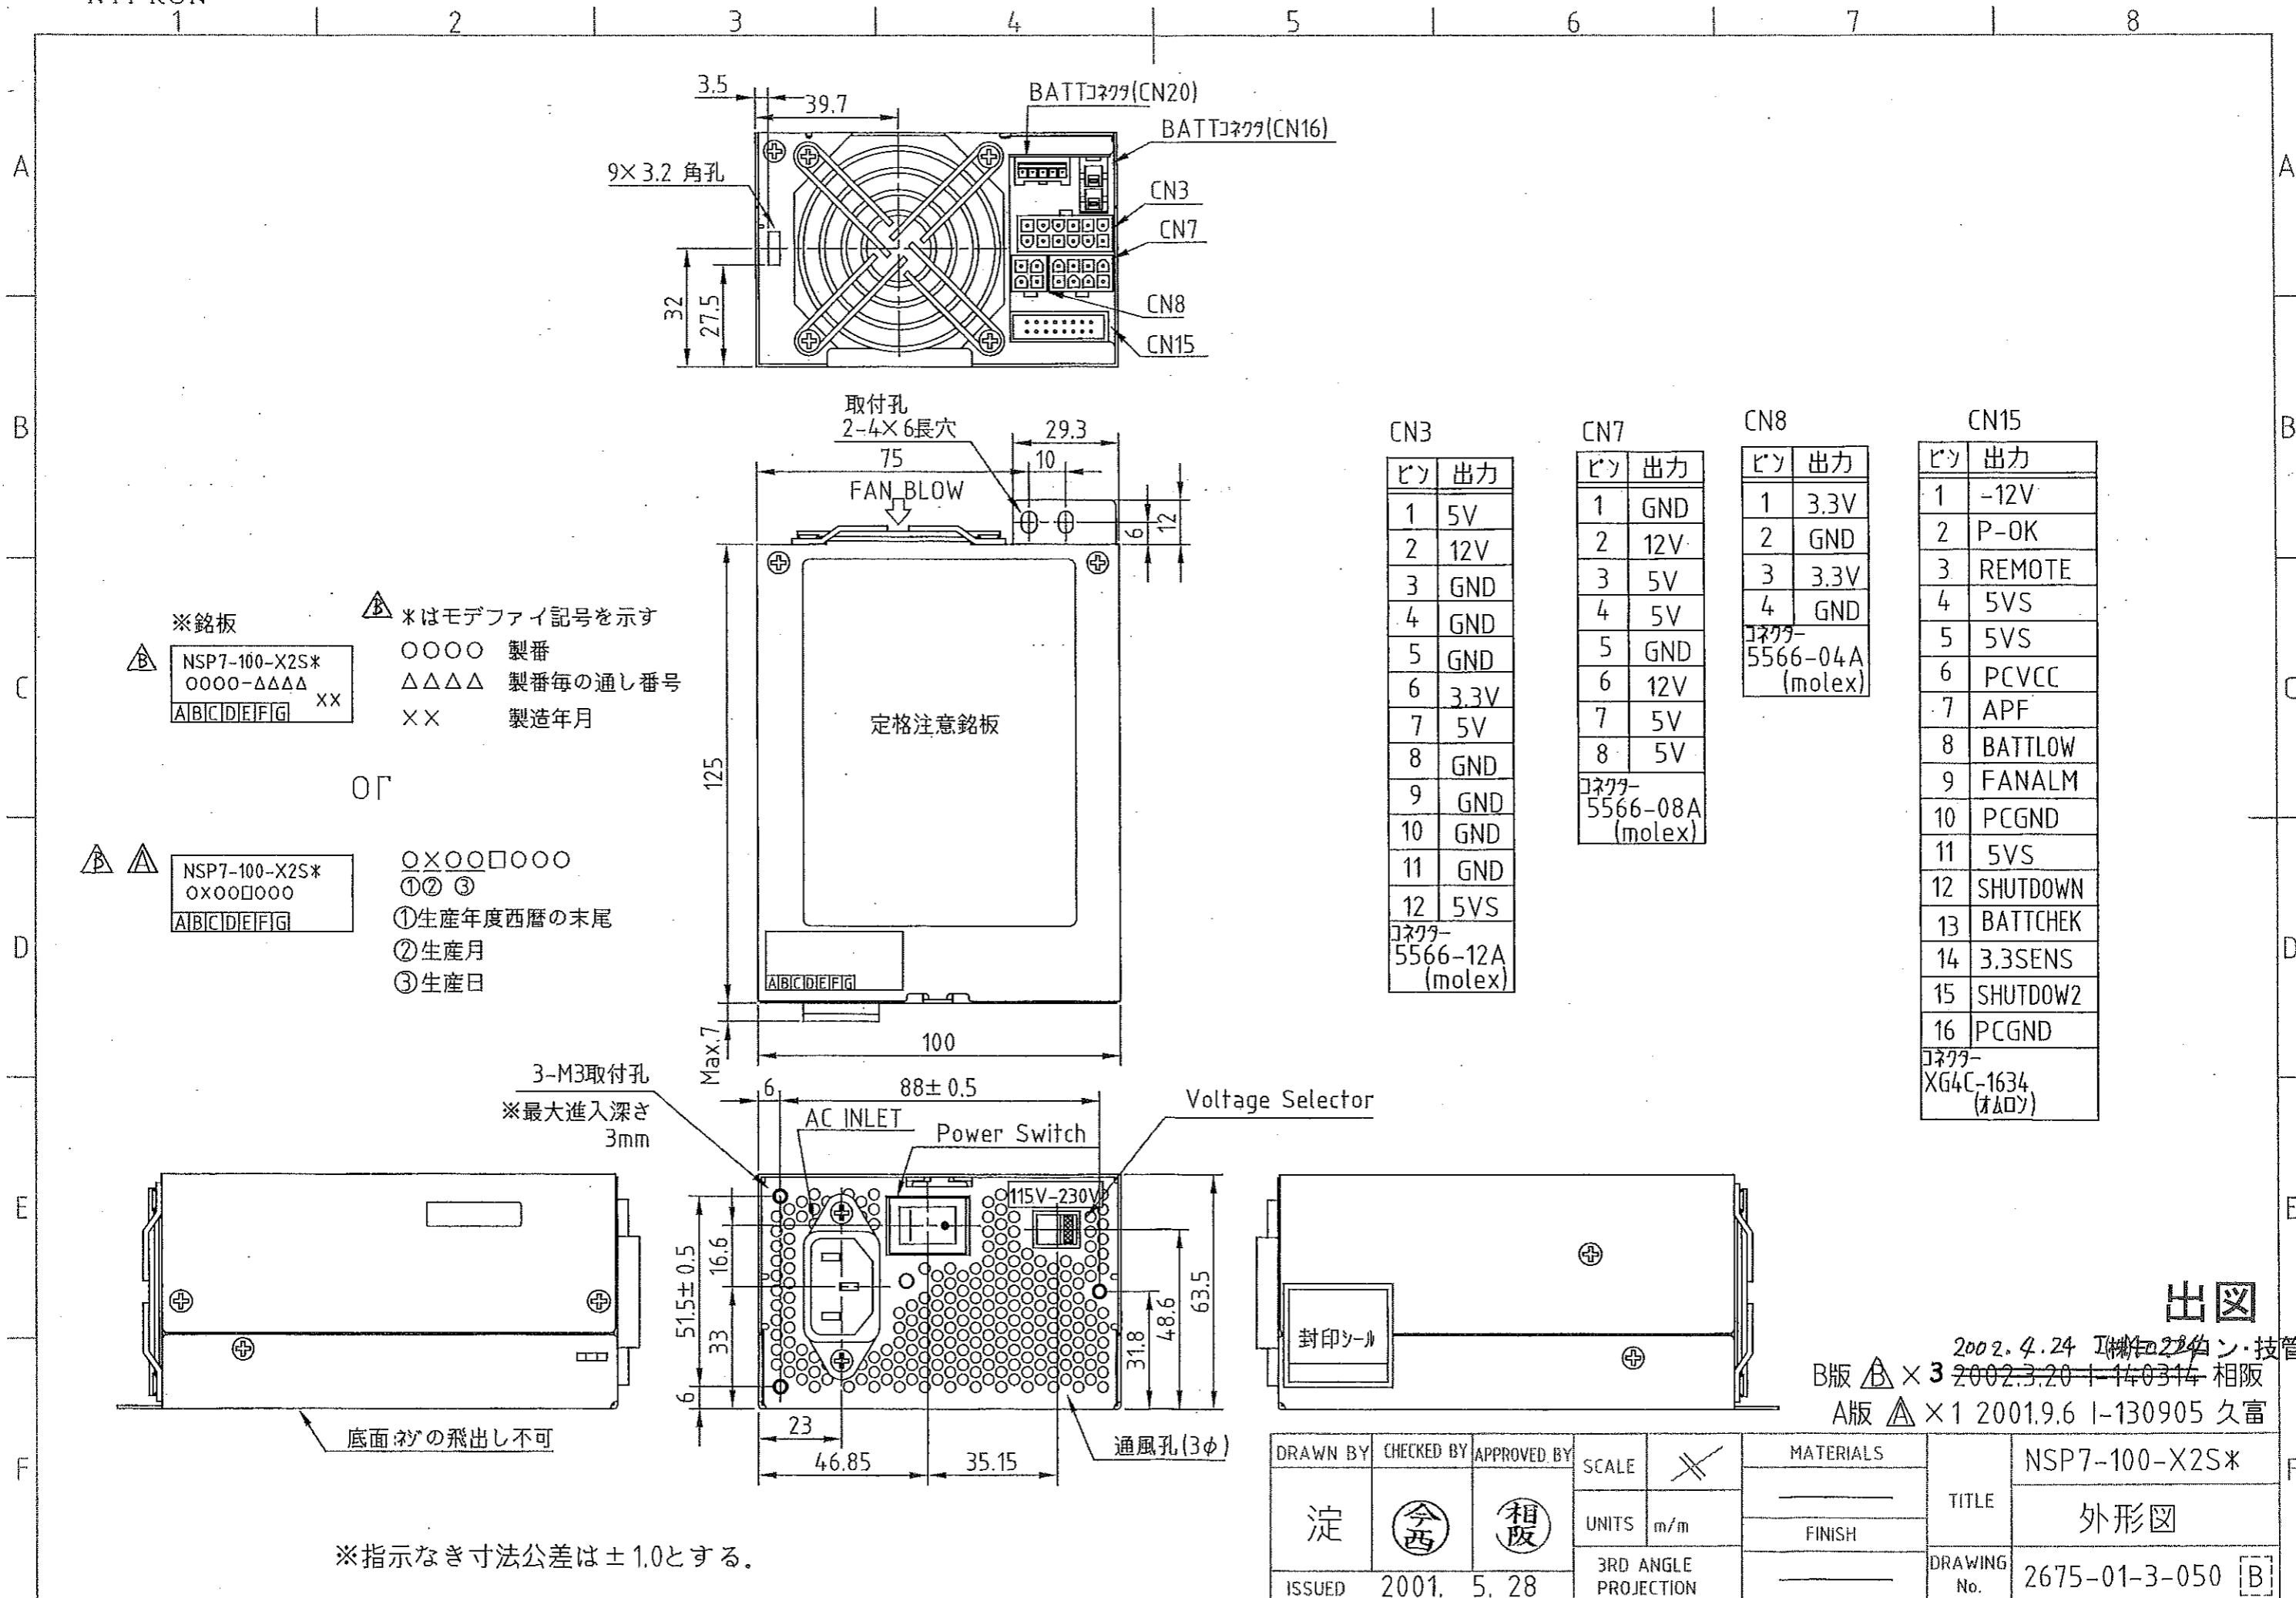 1 2 3 4 5 6 7 8
A
B
C
D
E
F
A
B
D
3.5
39.7
BATTコネクタ(CN20)
BATTコネクタ(CN16)
9×3.2 角孔
CN3
CN7
CN8
CN15
32
27.5
取付孔
2-4×6長穴
29.3
75
10
FAN BLOW
6
12
125
定格注意銘板
A B C D E F G
Max.7
100
※銘板
B
NSP7-100-X2S*
○○○○-△△△△
××
A B C D E F G
B
*はモデファイ記号を示す
○○○○ 製番
△△△△ 製番毎の通し番号
×× 製造年月
or
B A
NSP7-100-X2S*
○×○○□○○○
A B C D E F G
○×○○□○○○
①② ③
①生産年度西暦の末尾
②生産月
③生産日
CN3
ピン 出力
1 5V
2 12V
3 GND
4 GND
5 GND
6 3.3V
7 5V
8 GND
9 GND
10 GND
11 GND
12 5VS
コネクター
5566-12A
(molex)
CN7
ピン 出力
1 GND
2 12V
3 5V
4 5V
5 GND
6 12V
7 5V
8 5V
コネクター
5566-08A
(molex)
CN8
ピン 出力
1 3.3V
2 GND
3 3.3V
4 GND
コネクター
5566-04A
(molex)
CN15
ピン 出力
1 -12V
2 P-OK
3 REMOTE
4 5VS
5 5VS
6 PCVCC
7 APF
8 BATTLOW
9 FANALM
10 PCGND
11 5VS
12 SHUTDOWN
13 BATTCHEK
14 3.3SENS
15 SHUTDOW2
16 PCGND
コネクター
XG4C-1634
(オムロン)
3-M3取付孔
※最大進入深さ
3mm
6
88±0.5
AC INLET
Power Switch
Voltage Selector
115V-230V
51.5±0.5
16.6
33
6
31.8
48.6
63.5
23
46.85
35.15
通風孔(3φ)
底面ネジの飛出し不可
封印シール
※指示なき寸法公差は±1.0とする。
出図
2002.4.24
ン・技管
B版 B ×3 2002.3.20 I-140314 相阪
A版 A ×1 2001.9.6 I-130905 久富
DRAWN BY CHECKED BY APPROVED BY
淀 今西 相阪
ISSUED 2001. 5. 28
SCALE
UNITS m/m
3RD ANGLE
PROJECTION
MATERIALS
FINISH
TITLE
NSP7-100-X2S*
外形図
DRAWING
No.
2675-01-3-050 B